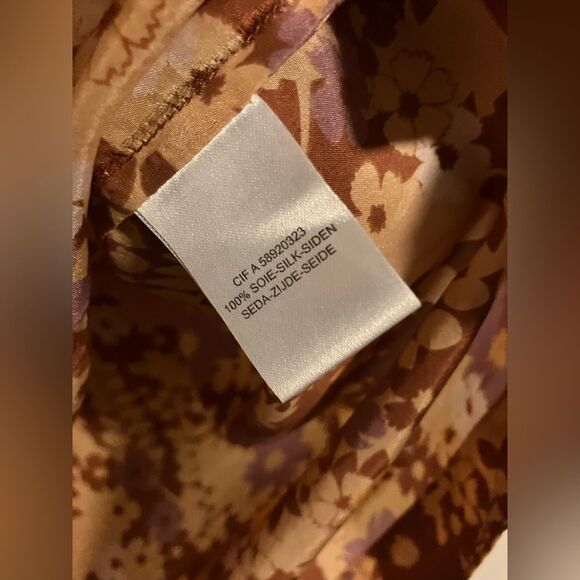 CIF A 58920323
100% SOIE-SILK-SIDEN
SEDA-ZIJDE-SEIDE